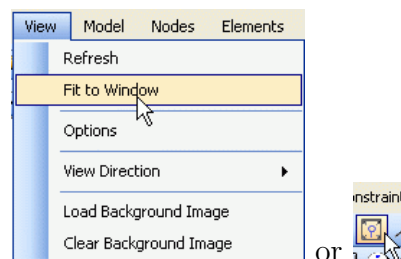 View Model Nodes Elements
Refresh
Fit to Window
Options
View Direction
Load Background Image
Clear Background Image
or